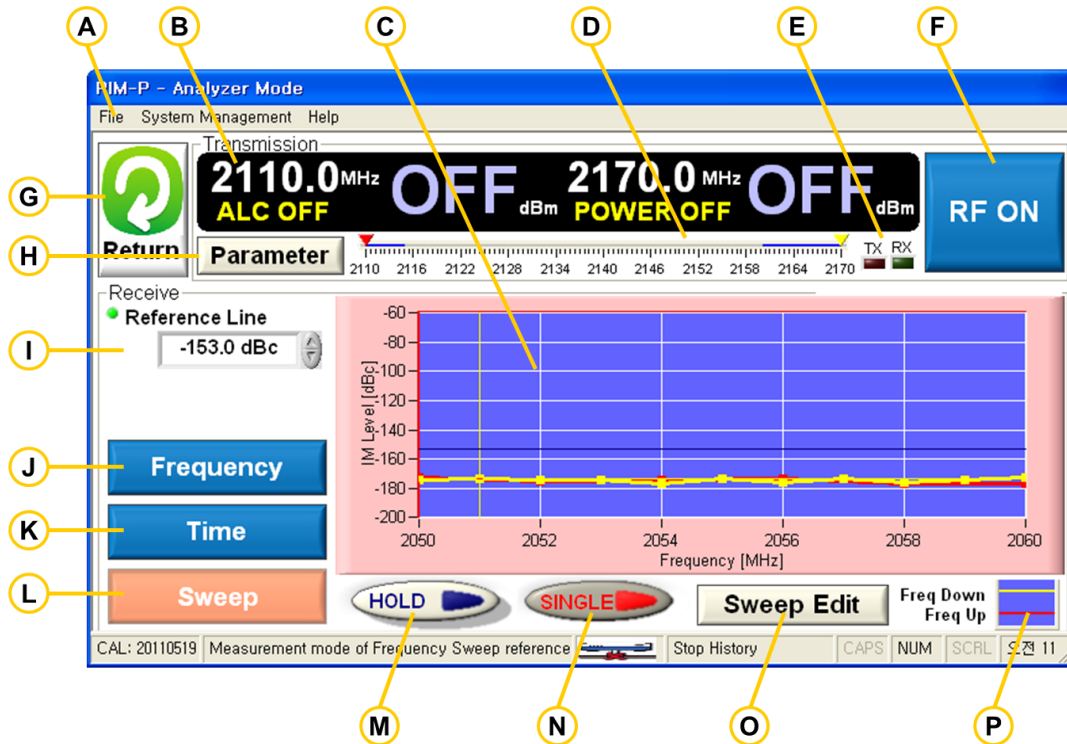 A B C D E F
PIM-P - Analyzer Mode
File System Management Help
Transmission
2110.0 MHz OFF dBm 2170.0 MHz OFF dBm
ALC OFF POWER OFF
RF ON
G
Return
H
Parameter
TX RX
2110 2116 2122 2128 2134 2140 2146 2152 2158 2164 2170
Receive
Reference Line
I
-153.0 dBc
IM Level [dBc]
-60
-80
-100
-120
-140
-160
-180
-200
2050 2052 2054 2056 2058 2060
Frequency [MHz]
J
Frequency
K
Time
L
Sweep
HOLD
SINGLE
Sweep Edit
Freq Down
Freq Up
CAL: 20110519 Measurement mode of Frequency Sweep reference Stop History CAPS NUM SCRL 오전 11
M N O P